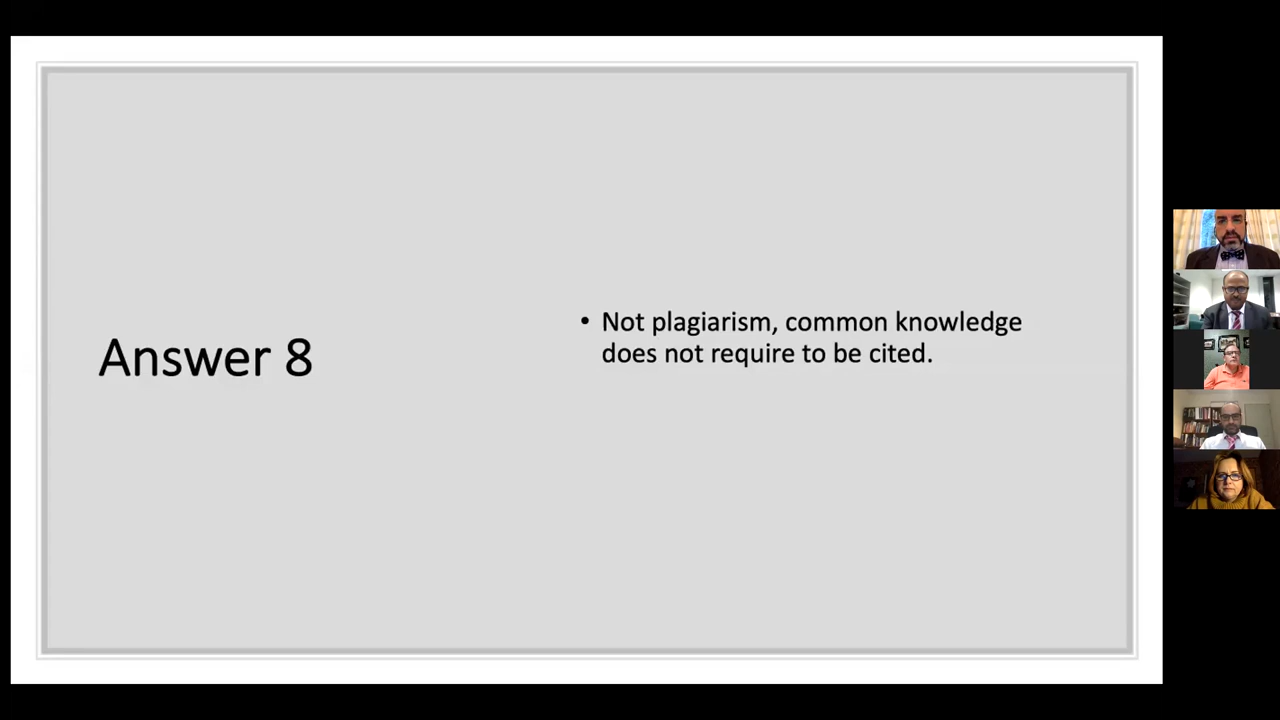 Answer 8
• Not plagiarism, common knowledge
does not require to be cited.